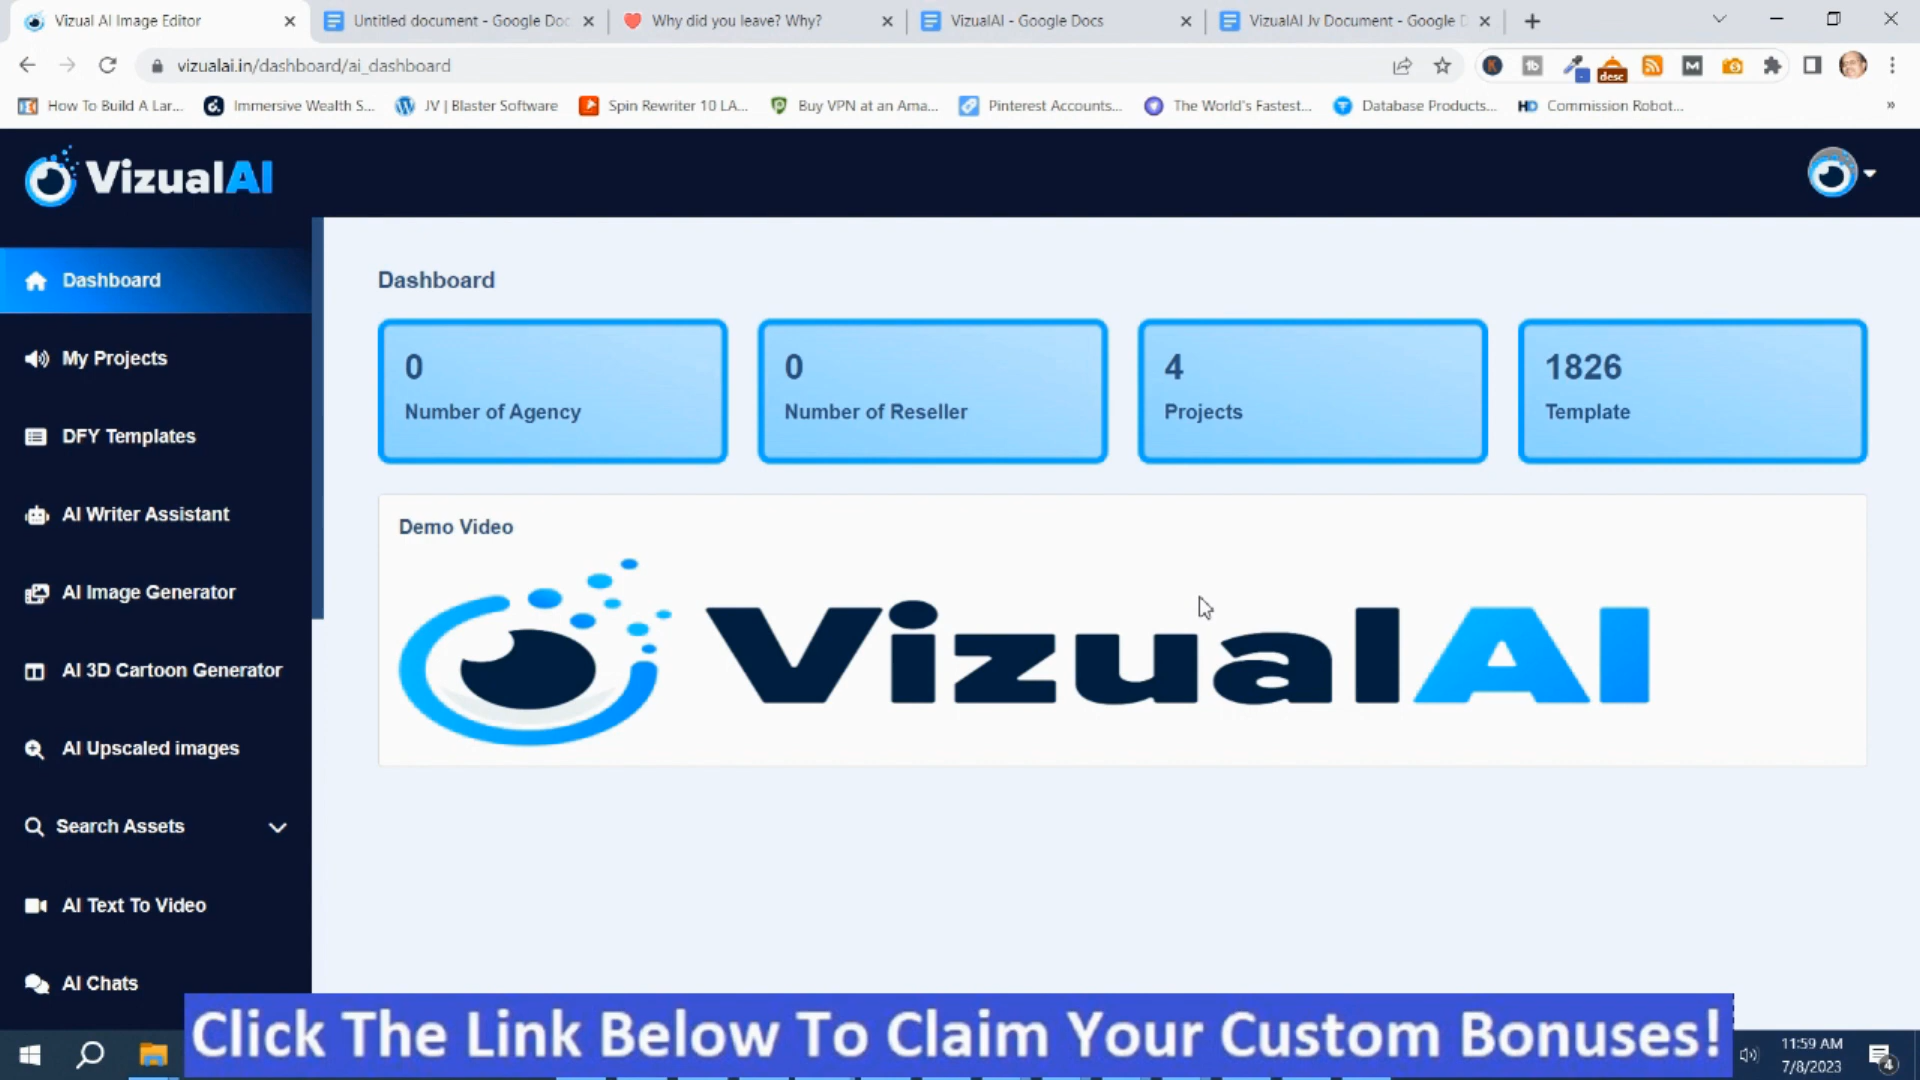 Vizual AI Image Editor
Untitled document - Google Doc
Why did you leave? Why?
VizualAI - Google Docs
VizualAI Jv Document - Google D
vizualai.in/dashboard/ai_dashboard
desc
How To Build A Lar...
Immersive Wealth S...
JV | Blaster Software
Spin Rewriter 10 LA...
Buy VPN at an Ama...
Pinterest Accounts...
The World's Fastest...
Database Products...
HD
Commission Robot...
»
VizualAI
Dashboard
My Projects
DFY Templates
AI Writer Assistant
AI Image Generator
AI 3D Cartoon Generator
AI Upscaled images
Search Assets
AI Text To Video
AI Chats
Dashboard
0
Number of Agency
0
Number of Reseller
4
Projects
1826
Template
Demo Video
VizualAI
Click The Link Below To Claim Your Custom Bonuses!
11:59 AM
7/8/2023
4